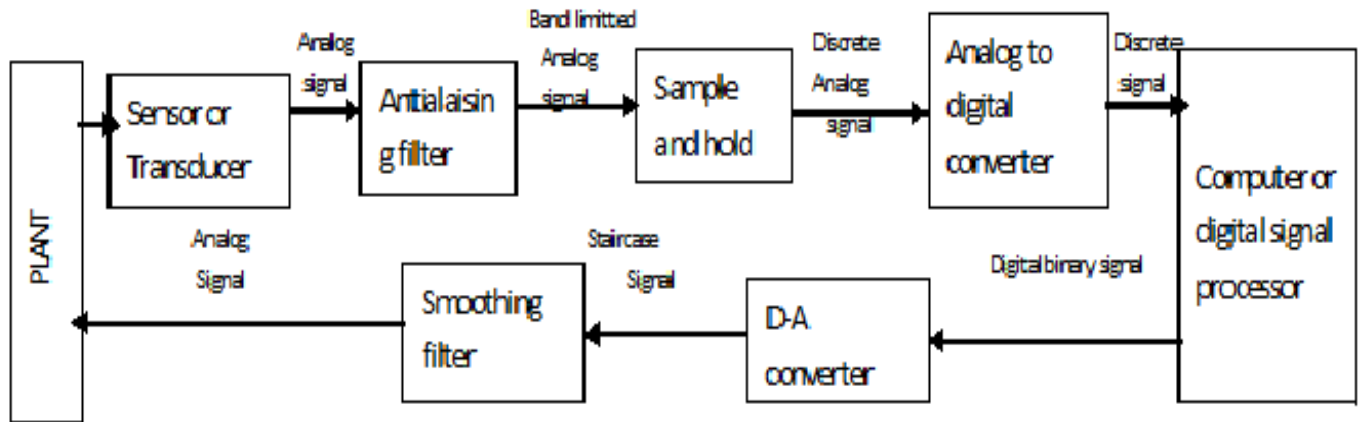 Band limitted
Analog
signal
Analog
signal
Discrete
Analog
signal
Discrete
signal
PLANT
Sensor or
Transducer
Antialaisin
g fillter
Sample
and hold
Analog to
digital
converter
Computer or
digital signal
processor
Analog
Signal
Staircase
Signal
Digital binary signal
Smoothing
filter
D-A
converter